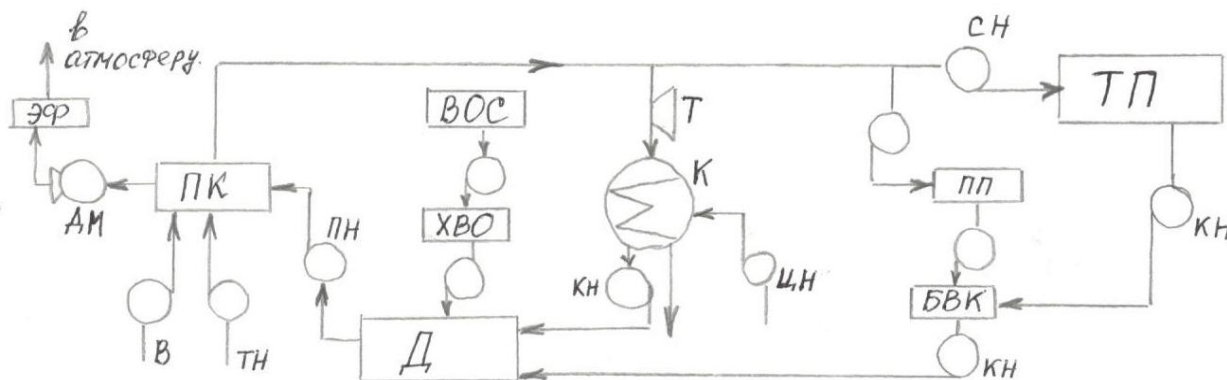 в
атмосферу.
ЭФ
ДМ
ПК
В
ТН
ПН
ВОС
ХВО
Д
Т
К
КН
ЦН
СН
ТП
ПП
БВК
КН
КН